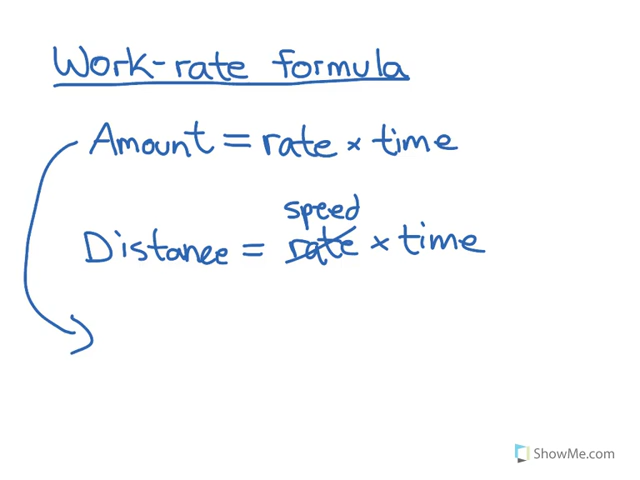 Work-rate formula
Amount = rate × time
speed
Distance = rate × time
ShowMe.com